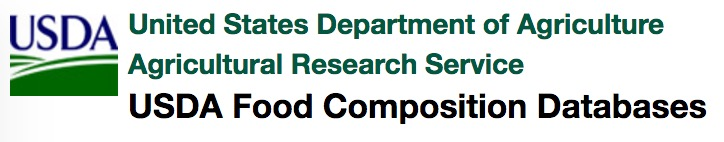 USDA
United States Department of Agriculture
Agricultural Research Service
USDA Food Composition Databases